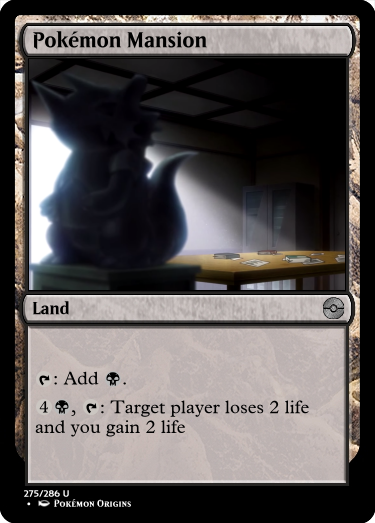 Pokémon Mansion
Land
: Add .
4 , : Target player loses 2 life
and you gain 2 life
275/286 U
• Pokémon Origins